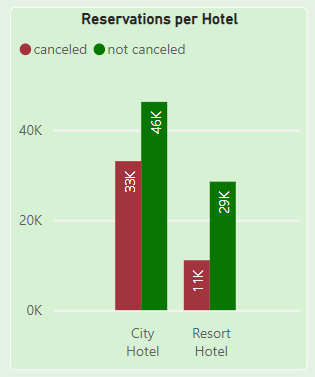 Reservations per Hotel
canceled not canceled
40K
20K
0K
33K
46K
11K
29K
City
Hotel
Resort
Hotel